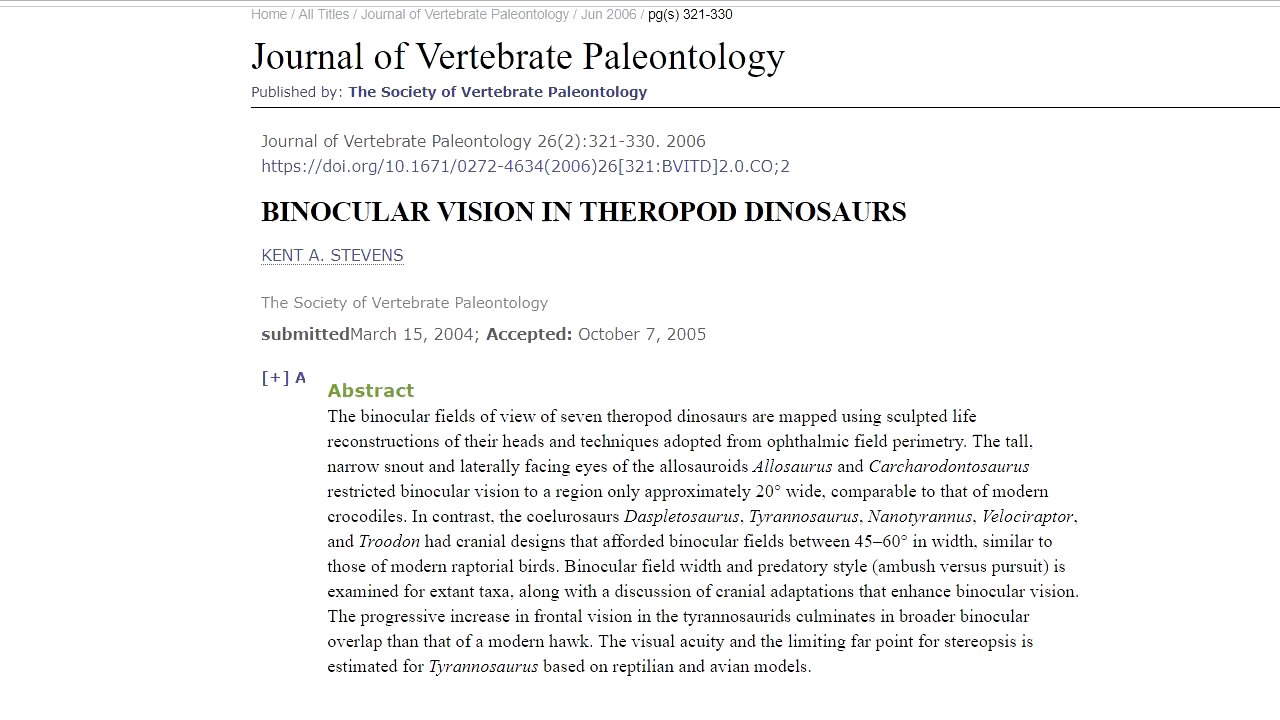 Home / All Titles / Journal of Vertebrate Paleontology / Jun 2006 / pg(s) 321-330
Journal of Vertebrate Paleontology
Published by: The Society of Vertebrate Paleontology
Journal of Vertebrate Paleontology 26(2):321-330. 2006
https://doi.org/10.1671/0272-4634(2006)26[321:BVITD]2.0.CO;2
BINOCULAR VISION IN THEROPOD DINOSAURS
KENT A. STEVENS
The Society of Vertebrate Paleontology
submittedMarch 15, 2004; Accepted: October 7, 2005
[+] A
Abstract
The binocular fields of view of seven theropod dinosaurs are mapped using sculpted life
reconstructions of their heads and techniques adopted from ophthalmic field perimetry. The tall,
narrow snout and laterally facing eyes of the allosauroids Allosaurus and Carcharodontosaurus
restricted binocular vision to a region only approximately 20° wide, comparable to that of modern
crocodiles. In contrast, the coelurosaurs Daspletosaurus, Tyrannosaurus, Nanotyrannus, Velociraptor,
and Troodon had cranial designs that afforded binocular fields between 45–60° in width, similar to
those of modern raptorial birds. Binocular field width and predatory style (ambush versus pursuit) is
examined for extant taxa, along with a discussion of cranial adaptations that enhance binocular vision.
The progressive increase in frontal vision in the tyrannosaurids culminates in broader binocular
overlap than that of a modern hawk. The visual acuity and the limiting far point for stereopsis is
estimated for Tyrannosaurus based on reptilian and avian models.